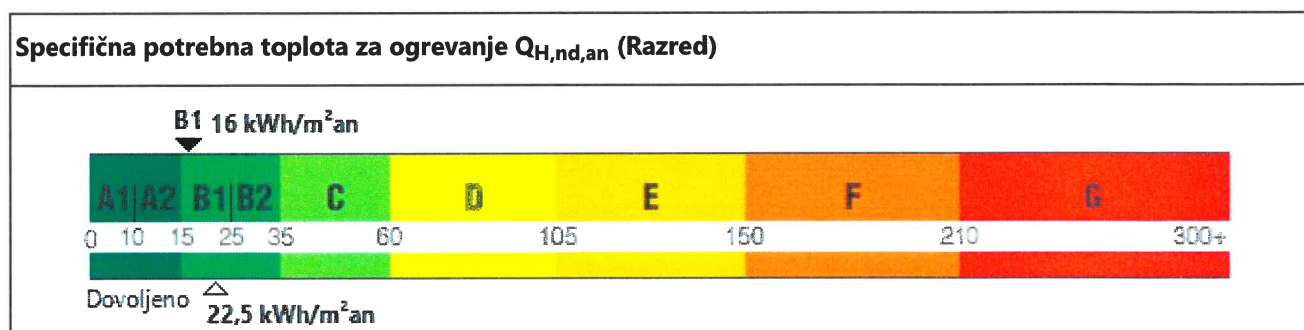 Specifična potrebna toplota za ogrevanje Q_H,nd,an (Razred)
B1 16 kWh/m²an
A1 A2 B1 B2 C D E F G
0 10 15 25 35 60 105 150 210 300+
Dovoljeno
22,5 kWh/m²an